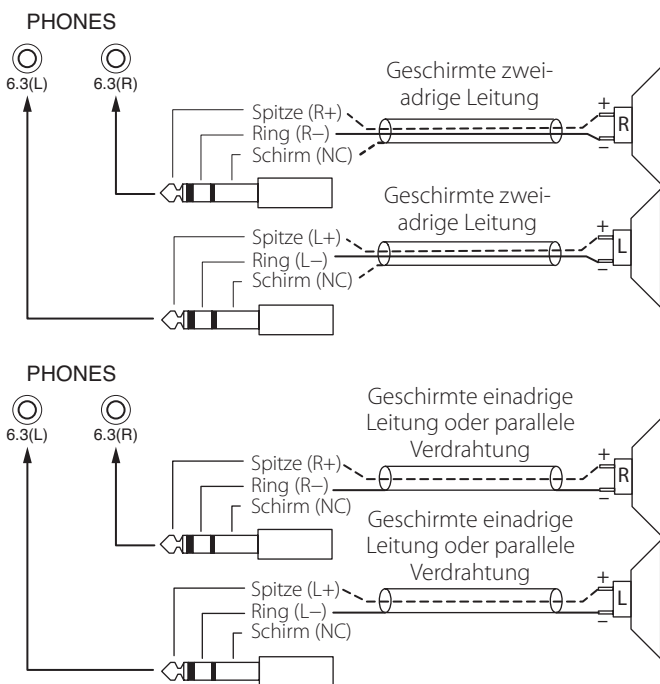 PHONES
6.3(L)
6.3(R)
Geschirmte zwei-
adrige Leitung
Spitze (R+)
Ring (R–)
Schirm (NC)
+
R
–
Geschirmte zwei-
adrige Leitung
Spitze (L+)
Ring (L–)
Schirm (NC)
+
L
–
PHONES
6.3(L)
6.3(R)
Geschirmte einadrige
Leitung oder parallele
Verdrahtung
Spitze (R+)
Ring (R–)
Schirm (NC)
+
R
–
Geschirmte einadrige
Leitung oder parallele
Verdrahtung
Spitze (L+)
Ring (L–)
Schirm (NC)
+
L
–